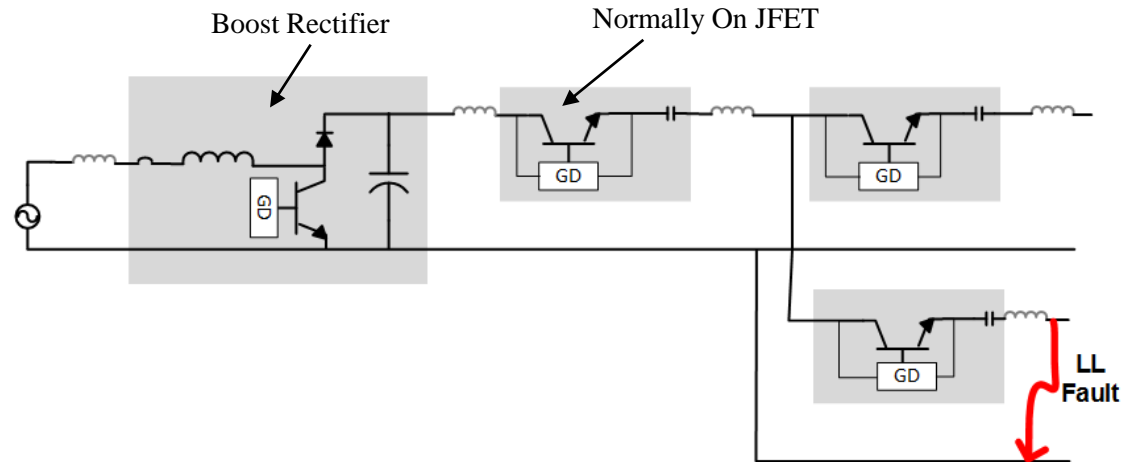 Boost Rectifier
Normally On JFET
GD
GD
GD
GD
LL
Fault